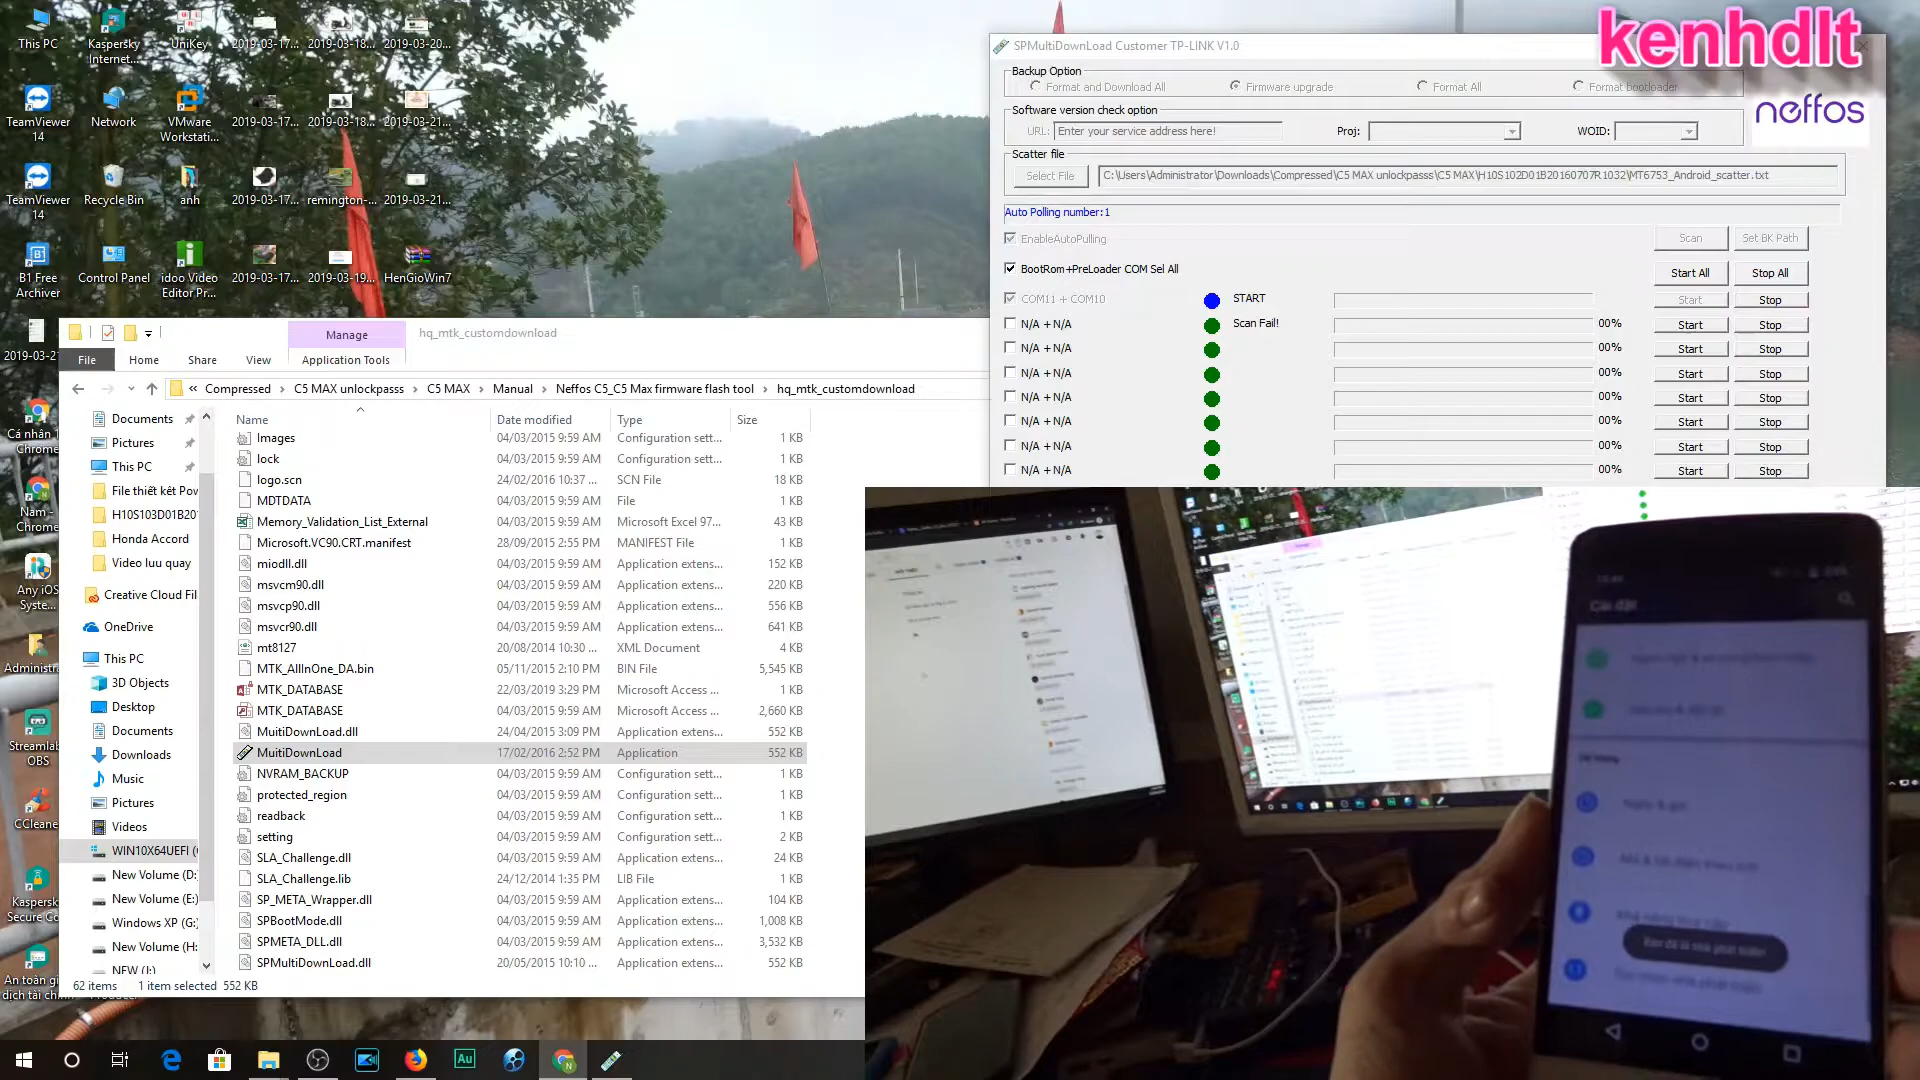 This PC
Kaspersky
Internet...
UniKey
2019-03-17...
2019-03-18...
2019-03-20...
TeamViewer
14
Network
VMware
Workstati...
2019-03-17...
2019-03-18...
2019-03-21...
TeamViewer
14
Recycle Bin
anh
2019-03-17...
remington-...
2019-03-21...
B1 Free
Archiver
Control Panel
idoo Video
Editor Pr...
2019-03-17...
2019-03-19...
HenGioWin7
2019-03-2
Cá nhân
Chrome
Nam -
Chrome
Any iOS
Syste...
Administra
Streamlab
OBS
CCleane
Kaspersk
Secure Co
An toàn gi
dịch tài ch
kenhdlt
neffos
SPMultiDownLoad Customer TP-LINK V1.0
Backup Option
Format and Download All
Firmware upgrade
Format All
Format bootloader
Software version check option
URL:
Enter your service address here!
Proj:
WOID:
Scatter file
Select File
C:\Users\Administrator\Downloads\Compressed\C5 MAX unlockpasss\C5 MAX\H10S102D01B20160707R1032\MT6753_Android_scatter.txt
Auto Polling number:1
EnableAutoPulling
Scan
Set BK Path
BootRom+PreLoader COM Sel All
Start All
Stop All
COM11 + COM10
START
Start
Stop
N/A + N/A
Scan Fail!
00%
Start
Stop
N/A + N/A
00%
Start
Stop
N/A + N/A
00%
Start
Stop
N/A + N/A
00%
Start
Stop
N/A + N/A
00%
Start
Stop
N/A + N/A
00%
Start
Stop
N/A + N/A
00%
Start
Stop
Manage
hq_mtk_customdownload
File
Home
Share
View
Application Tools
« Compressed > C5 MAX unlockpasss > C5 MAX > Manual > Neffos C5_C5 Max firmware flash tool > hq_mtk_customdownload
Documents
Pictures
This PC
File thiết kêt Pov
H10S103D01B20
Honda Accord
Video luu quay
Creative Cloud Fil
OneDrive
This PC
3D Objects
Desktop
Documents
Downloads
Music
Pictures
Videos
WIN10X64UEFI (
New Volume (D:
New Volume (E:)
Windows XP (G:)
New Volume (H:
NEW (J:)
Name
Date modified
Type
Size
Images 04/03/2015 9:59 AM Configuration sett... 1 KB
lock 04/03/2015 9:59 AM Configuration sett... 1 KB
logo.scn 24/02/2016 10:37 ... SCN File 18 KB
MDTDATA 04/03/2015 9:59 AM File 1 KB
Memory_Validation_List_External 04/03/2015 9:59 AM Microsoft Excel 97... 43 KB
Microsoft.VC90.CRT.manifest 28/09/2015 2:55 PM MANIFEST File 1 KB
miodll.dll 04/03/2015 9:59 AM Application extens... 152 KB
msvcm90.dll 04/03/2015 9:59 AM Application extens... 220 KB
msvcp90.dll 04/03/2015 9:59 AM Application extens... 556 KB
msvcr90.dll 04/03/2015 9:59 AM Application extens... 641 KB
mt8127 20/08/2014 10:30 ... XML Document 4 KB
MTK_AllInOne_DA.bin 05/11/2015 2:10 PM BIN File 5,545 KB
MTK_DATABASE 22/03/2019 3:29 PM Microsoft Access ... 1 KB
MTK_DATABASE 04/03/2015 9:59 AM Microsoft Access ... 2,660 KB
MuitiDownLoad.dll 24/04/2015 3:09 PM Application extens... 552 KB
MuitiDownLoad 17/02/2016 2:52 PM Application 552 KB
NVRAM_BACKUP 04/03/2015 9:59 AM Configuration sett... 1 KB
protected_region 04/03/2015 9:59 AM Configuration sett... 1 KB
readback 04/03/2015 9:59 AM Configuration sett... 1 KB
setting 04/03/2015 9:59 AM Configuration sett... 2 KB
SLA_Challenge.dll 04/03/2015 9:59 AM Application extens... 24 KB
SLA_Challenge.lib 24/12/2014 1:35 PM LIB File 1 KB
SP_META_Wrapper.dll 04/03/2015 9:59 AM Application extens... 104 KB
SPBootMode.dll 04/03/2015 9:59 AM Application extens... 1,008 KB
SPMETA_DLL.dll 04/03/2015 9:59 AM Application extens... 3,532 KB
SPMultiDownLoad.dll 20/05/2015 10:10 ... Application extens... 552 KB
62 items
1 item selected 552 KB
Cài đặt
Au